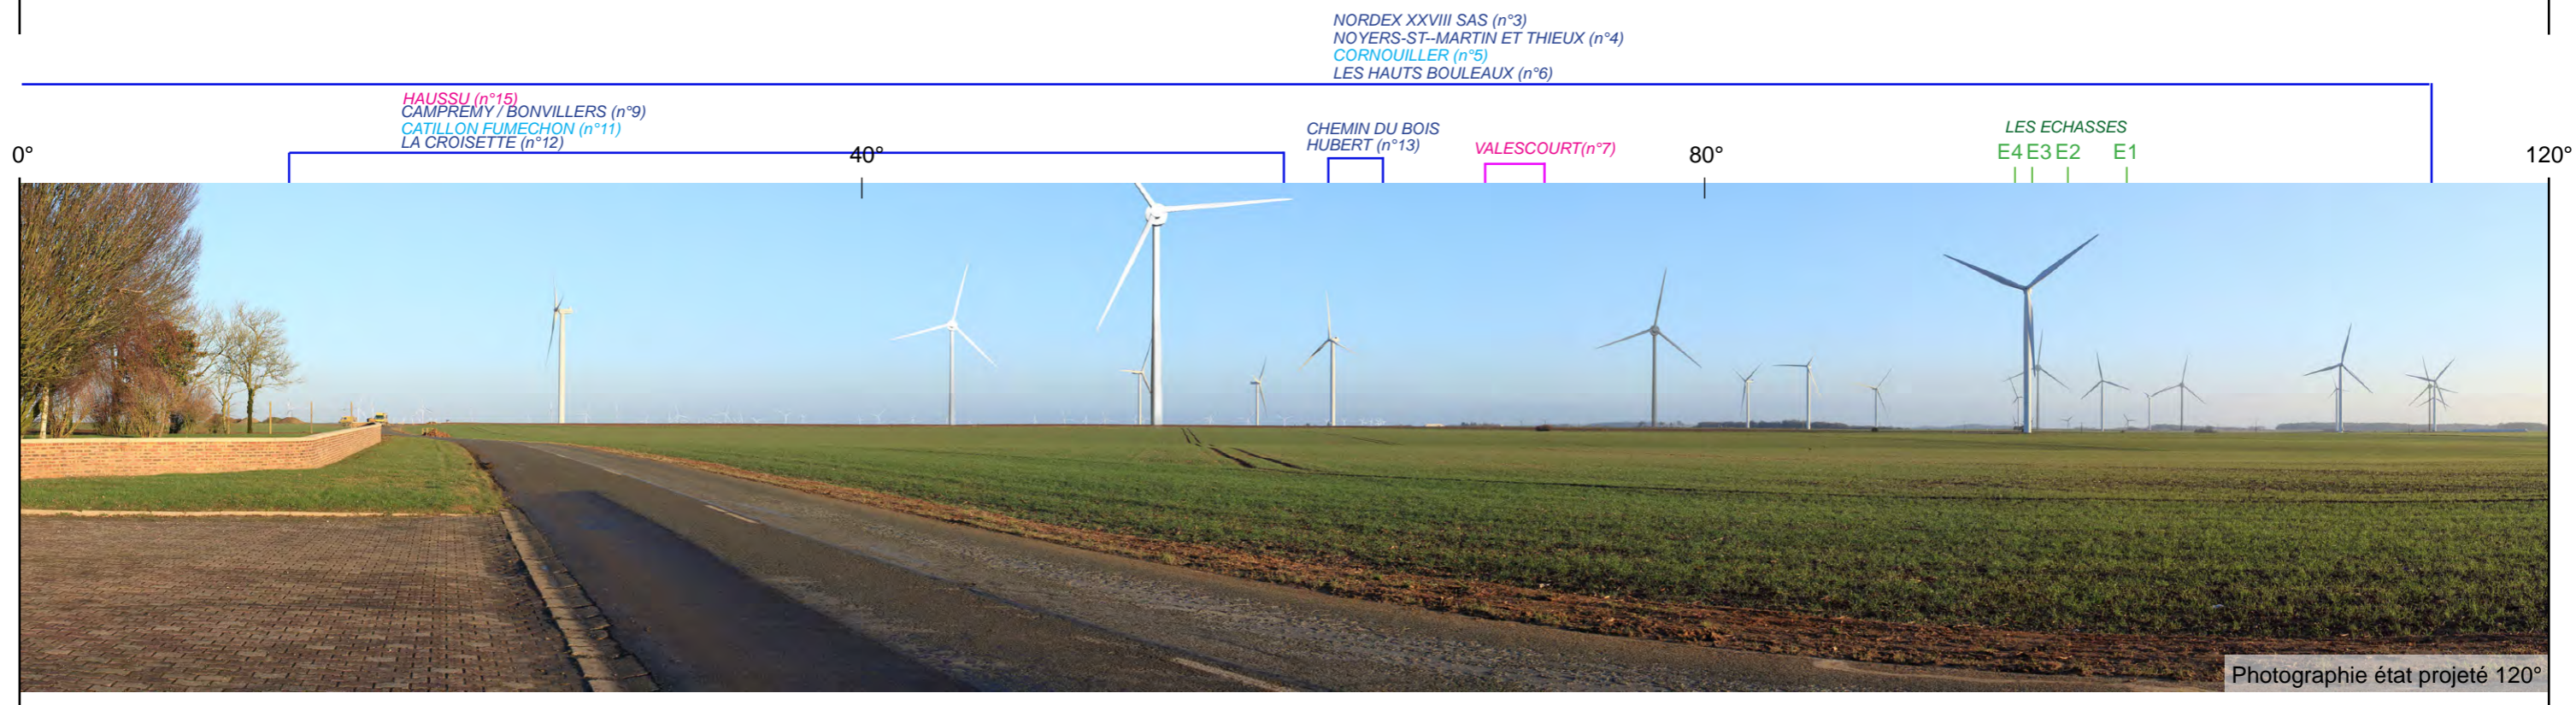 NORDEX XXVIII SAS (n°3)
NOYERS-ST--MARTIN ET THIEUX (n°4)
CORNOUILLER (n°5)
LES HAUTS BOULEAUX (n°6)
HAUSSU (n°15)
CAMPREMY / BONVILLERS (n°9)
CATILLON FUMECHON (n°11)
LA CROISETTE (n°12)
CHEMIN DU BOIS
HUBERT (n°13)
VALESCOURT(n°7)
LES ECHASSES
E4 E3 E2 E1
0° 40° 80° 120°
Photographie état projeté 120°